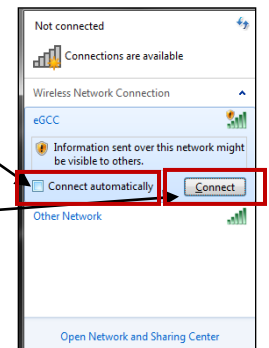 Not connected
Connections are available
Wireless Network Connection
eGCC
Information sent over this network might
be visible to others.
Connect automatically
Connect
Other Network
Open Network and Sharing Center